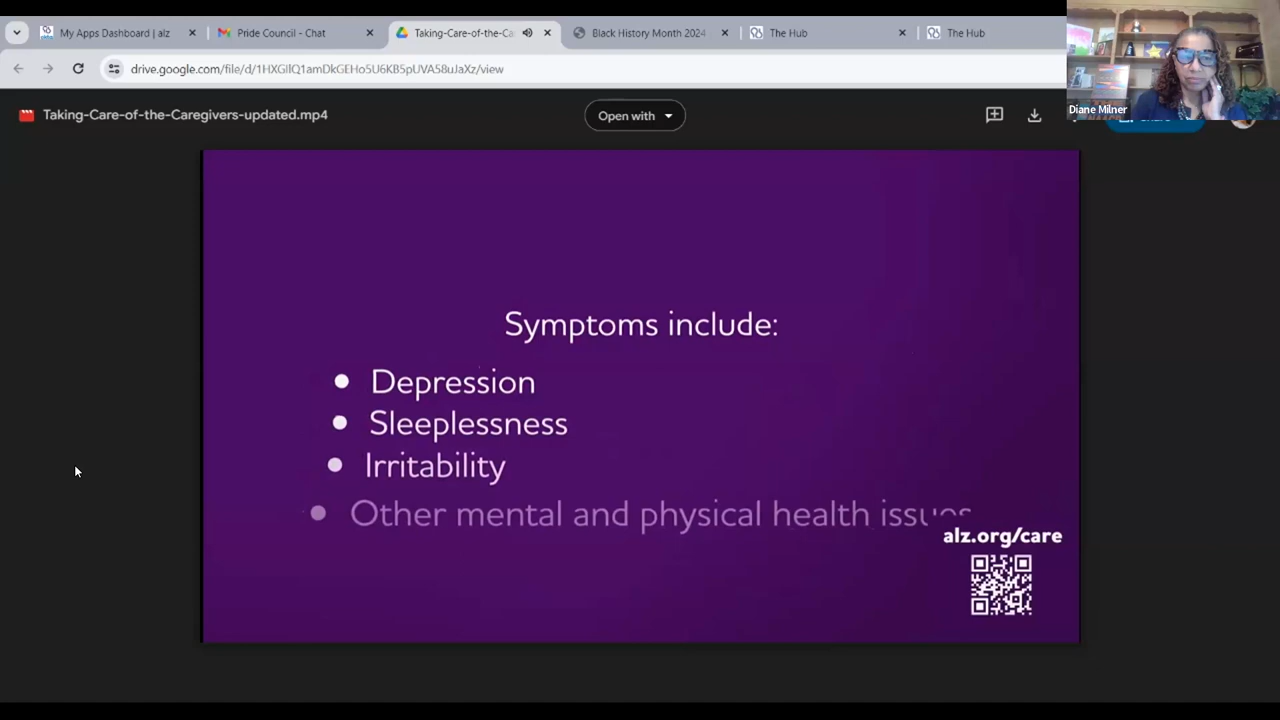 My Apps Dashboard | alz
Pride Council - Chat
Taking-Care-of-the-Ca
Black History Month 2024
The Hub
The Hub
drive.google.com/file/d/1HXGllQ1amDkGEHo5U6KB5pUVA58uJaXz/view
Diane Milner
Taking-Care-of-the-Caregivers-updated.mp4
Open with
Symptoms include:
• Depression
• Sleeplessness
• Irritability
• Other mental and physical health issues
alz.org/care